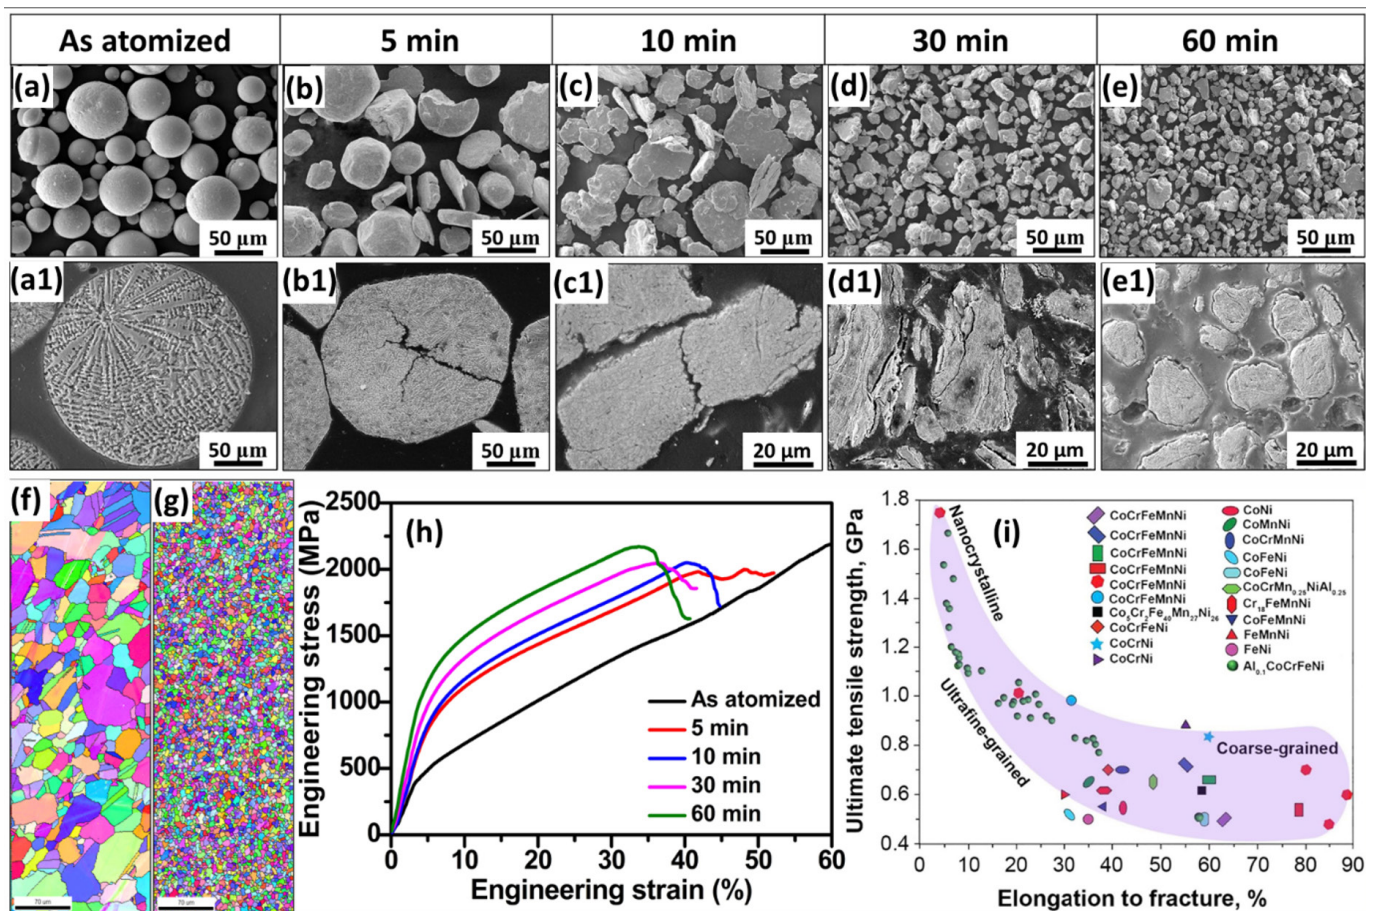 As atomized 5 min 10 min 30 min 60 min
(a) (b) (c) (d) (e)
50 μm 50 μm 50 μm 50 μm 50 μm
(a1) (b1) (c1) (d1) (e1)
50 μm 50 μm 20 μm 20 μm 20 μm
(f)
70 μm
(g)
70 μm
(h)
Engineering stress (MPa)
2500
2000
1500
1000
500
0
0 10 20 30 40 50 60
Engineering strain (%)
As atomized
5 min
10 min
30 min
60 min
(i)
Ultimate tensile strength, GPa
1.8
1.6
1.4
1.2
1.0
0.8
0.6
0.4
0 10 20 30 40 50 60 70 80 90
Elongation to fracture, %
Nanocrystalline
Ultrafine-grained
Coarse-grained
CoCrFeMnNi
CoCrFeMnNi
CoCrFeMnNi
CoCrFeMnNi
CoCrFeMnNi
CoCrFeMnNi
Co5Cr2Fe40Mn27Ni26
CoCrFeNi
CoCrNi
CoCrNi
CoNi
CoMnNi
CoCrMnNi
CoFeNi
CoFeNi
CoCrMn0.25NiAl0.25
Cr18FeMnNi
CoFeMnNi
FeMnNi
FeNi
Al0.1CoCrFeNi